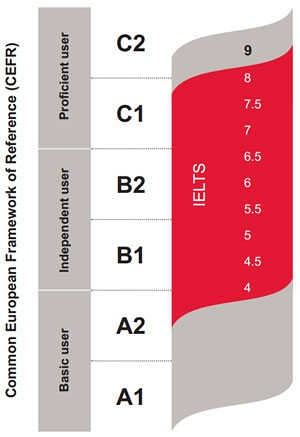 Common European Framework of Reference (CEFR)
Proficient user
Independent user
Basic user
C2
C1
B2
B1
A2
A1
IELTS
9
8
7.5
7
6.5
6
5.5
5
4.5
4